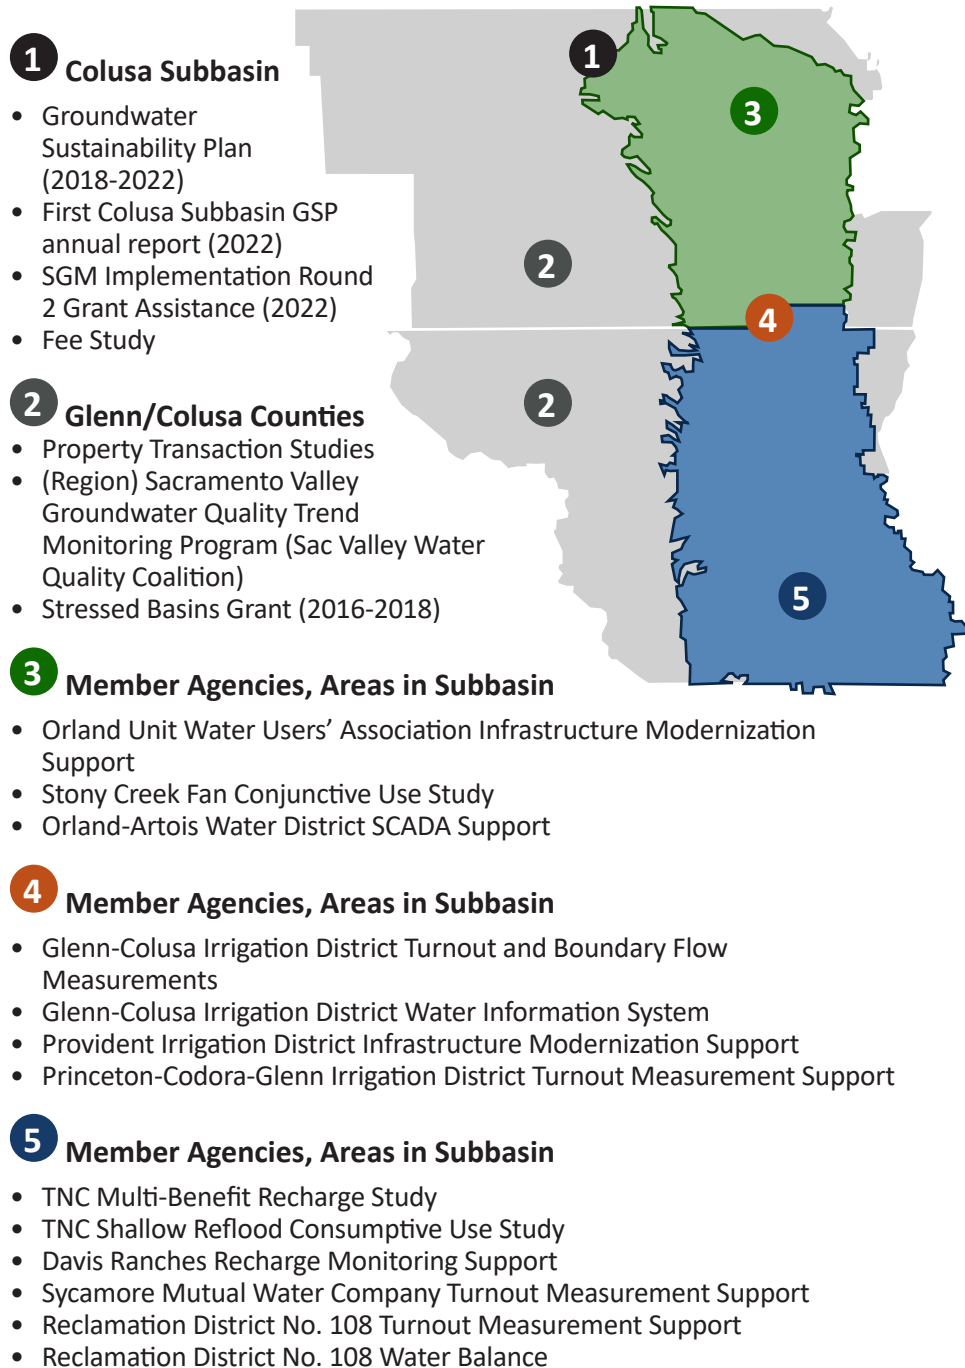 1 Colusa Subbasin
• Groundwater
Sustainability Plan
(2018-2022)
• First Colusa Subbasin GSP
annual report (2022)
• SGM Implementation Round
2 Grant Assistance (2022)
• Fee Study
2 Glenn/Colusa Counties
• Property Transaction Studies
• (Region) Sacramento Valley
Groundwater Quality Trend
Monitoring Program (Sac Valley Water
Quality Coalition)
• Stressed Basins Grant (2016-2018)
3 Member Agencies, Areas in Subbasin
• Orland Unit Water Users’ Association Infrastructure Modernization
Support
• Stony Creek Fan Conjunctive Use Study
• Orland-Artois Water District SCADA Support
4 Member Agencies, Areas in Subbasin
• Glenn-Colusa Irrigation District Turnout and Boundary Flow
Measurements
• Glenn-Colusa Irrigation District Water Information System
• Provident Irrigation District Infrastructure Modernization Support
• Princeton-Codora-Glenn Irrigation District Turnout Measurement Support
5 Member Agencies, Areas in Subbasin
• TNC Multi-Benefit Recharge Study
• TNC Shallow Reflood Consumptive Use Study
• Davis Ranches Recharge Monitoring Support
• Sycamore Mutual Water Company Turnout Measurement Support
• Reclamation District No. 108 Turnout Measurement Support
• Reclamation District No. 108 Water Balance
1
3
2
4
2
5